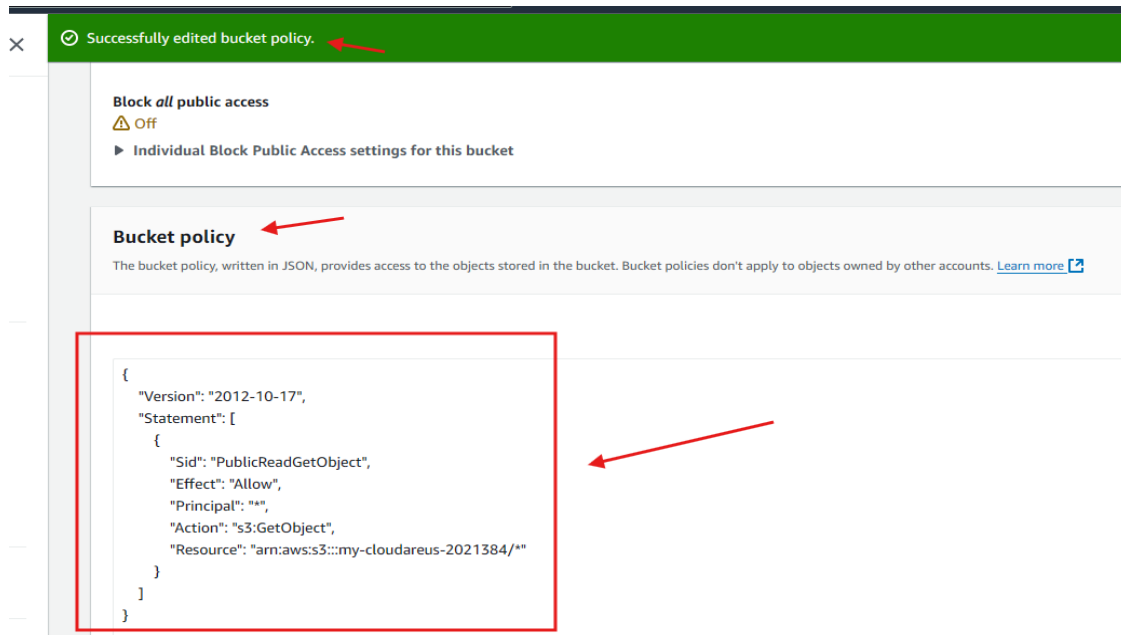 Successfully edited bucket policy.
Block all public access
Off
Individual Block Public Access settings for this bucket
Bucket policy
The bucket policy, written in JSON, provides access to the objects stored in the bucket. Bucket policies don't apply to objects owned by other accounts. Learn more
{
"Version": "2012-10-17",
"Statement": [
{
"Sid": "PublicReadGetObject",
"Effect": "Allow",
"Principal": "*",
"Action": "s3:GetObject",
"Resource": "arn:aws:s3:::my-cloudareus-2021384/*"
}
]
}